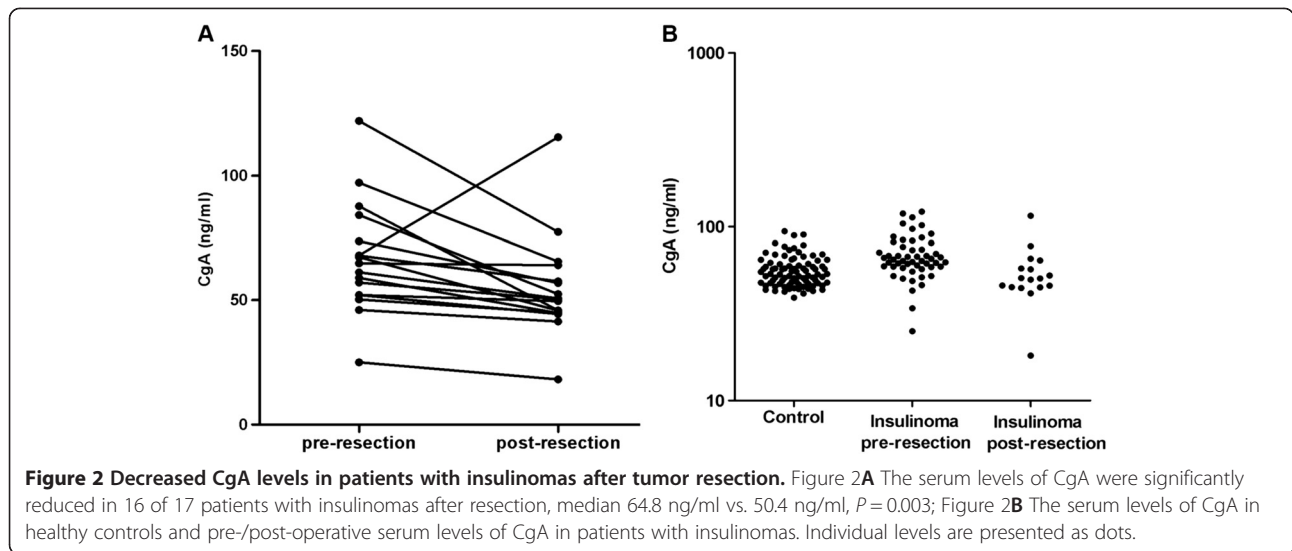 A
150
100
50
0
CgA (ng/ml)
pre-resection
post-resection
B
1000
100
10
CgA (ng/ml)
Control
Insulinoma
pre-resection
Insulinoma
post-resection
Figure 2 Decreased CgA levels in patients with insulinomas after tumor resection. Figure 2A The serum levels of CgA were significantly
reduced in 16 of 17 patients with insulinomas after resection, median 64.8 ng/ml vs. 50.4 ng/ml, P = 0.003; Figure 2B The serum levels of CgA in
healthy controls and pre-/post-operative serum levels of CgA in patients with insulinomas. Individual levels are presented as dots.